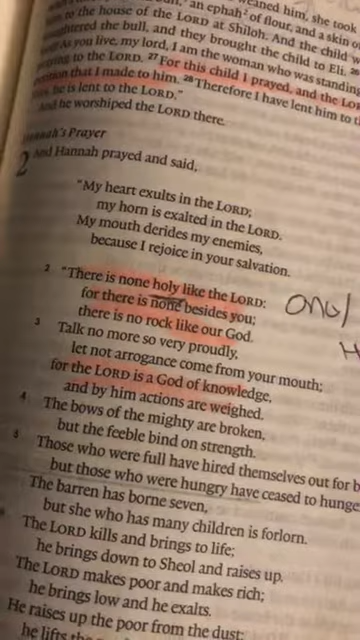 weaned him, she took
an ephah² of flour, and a skin o
to the house of the LORD at Shiloh. And the child w
the bull, and they brought the child to Eli.
as you live, my lord, I am the woman who was standing
to the LORD. ²⁷ For this child I prayed, and the Lo
that I made to him. ²⁸ Therefore I have lent him to t
he is lent to the LORD."
And he worshiped the LORD there.
Hannah's Prayer
2 And Hannah prayed and said,
"My heart exults in the LORD;
my horn is exalted in the LORD.
My mouth derides my enemies,
because I rejoice in your salvation.
2 "There is none holy like the LORD:
for there is none besides you;
there is no rock like our God.
3 Talk no more so very proudly,
let not arrogance come from your mouth;
for the LORD is a God of knowledge,
and by him actions are weighed.
4 The bows of the mighty are broken,
but the feeble bind on strength.
5 Those who were full have hired themselves out for b
but those who were hungry have ceased to hunge
The barren has borne seven,
but she who has many children is forlorn.
The LORD kills and brings to life;
he brings down to Sheol and raises up.
The LORD makes poor and makes rich;
he brings low and he exalts.
He raises up the poor from the dust;
he lifts the
only
H